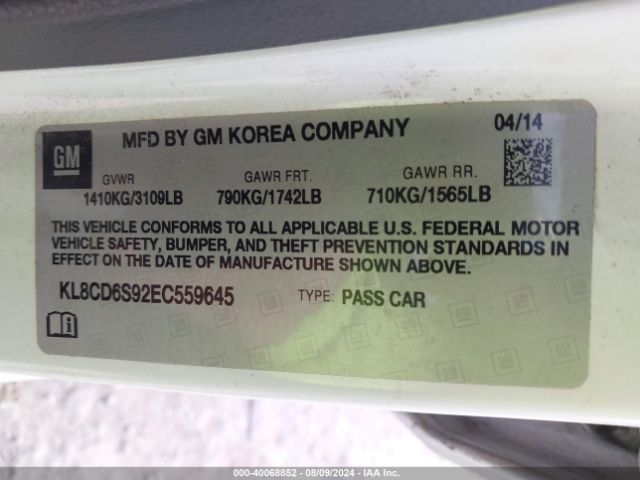 GM
MFD BY GM KOREA COMPANY
04/14
GVWR
GAWR FRT.
GAWR RR.
1410KG/3109LB
790KG/1742LB
710KG/1565LB
THIS VEHICLE CONFORMS TO ALL APPLICABLE U.S. FEDERAL MOTOR
VEHICLE SAFETY, BUMPER, AND THEFT PREVENTION STANDARDS IN
EFFECT ON THE DATE OF MANUFACTURE SHOWN ABOVE.
KL8CD6S92EC559645
TYPE: PASS CAR
000-40068852 | 08/09/2024 | IAA Inc.